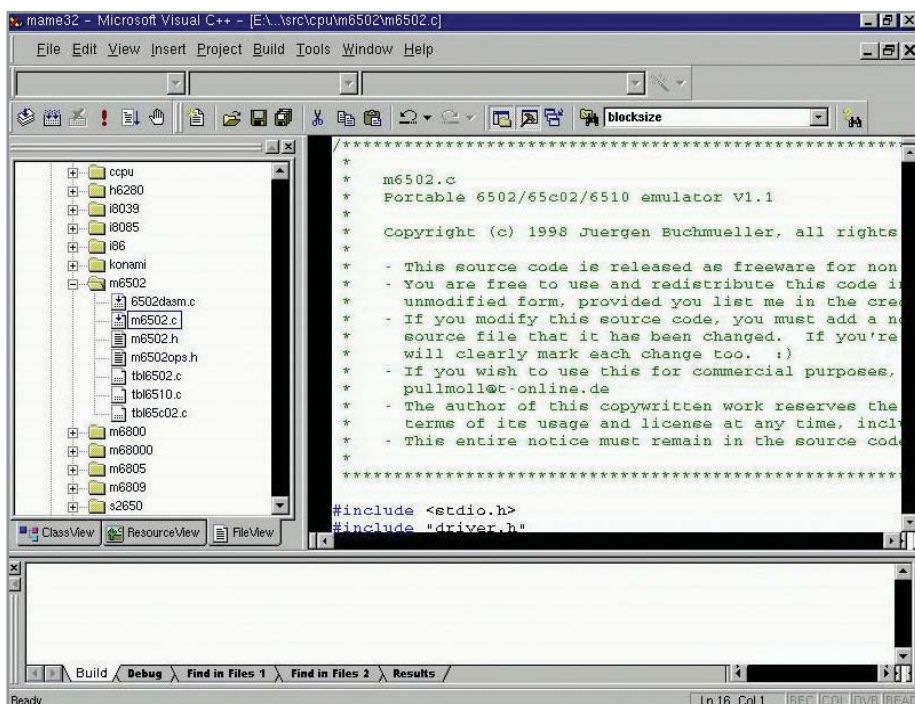 mame32 - Microsoft Visual C++ - [E:\...\src\cpu\m6502\m6502.c]
File Edit View Insert Project Build Tools Window Help
blocksize
ccpu
h6280
i8039
i8085
i86
konami
m6502
6502dasm.c
m6502.c
m6502.h
m6502ops.h
tbl6502.c
tbl6510.c
tbl65c02.c
m6800
m68000
m6805
m6809
s2650
ClassView ResourceView FileView
/***********************************************************
*
* m6502.c
* Portable 6502/65c02/6510 emulator V1.1
*
* Copyright (c) 1998 Juergen Buchmueller, all rights
*
* - This source code is released as freeware for non
* - You are free to use and redistribute this code i
* unmodified form, provided you list me in the cre
* - If you modify this source code, you must add a n
* source file that it has been changed. If you're
* will clearly mark each change too. :)
* - If you wish to use this for commercial purposes,
* pullmoll@t-online.de
* - The author of this copywritten work reserves the
* terms of its usage and license at any time, incl
* - This entire notice must remain in the source cod
*
***********************************************************
#include <stdio.h>
#include "driver.h"
Build Debug Find in Files 1 Find in Files 2 Results
Ready
Ln 16, Col 1 REC COL OVR READ